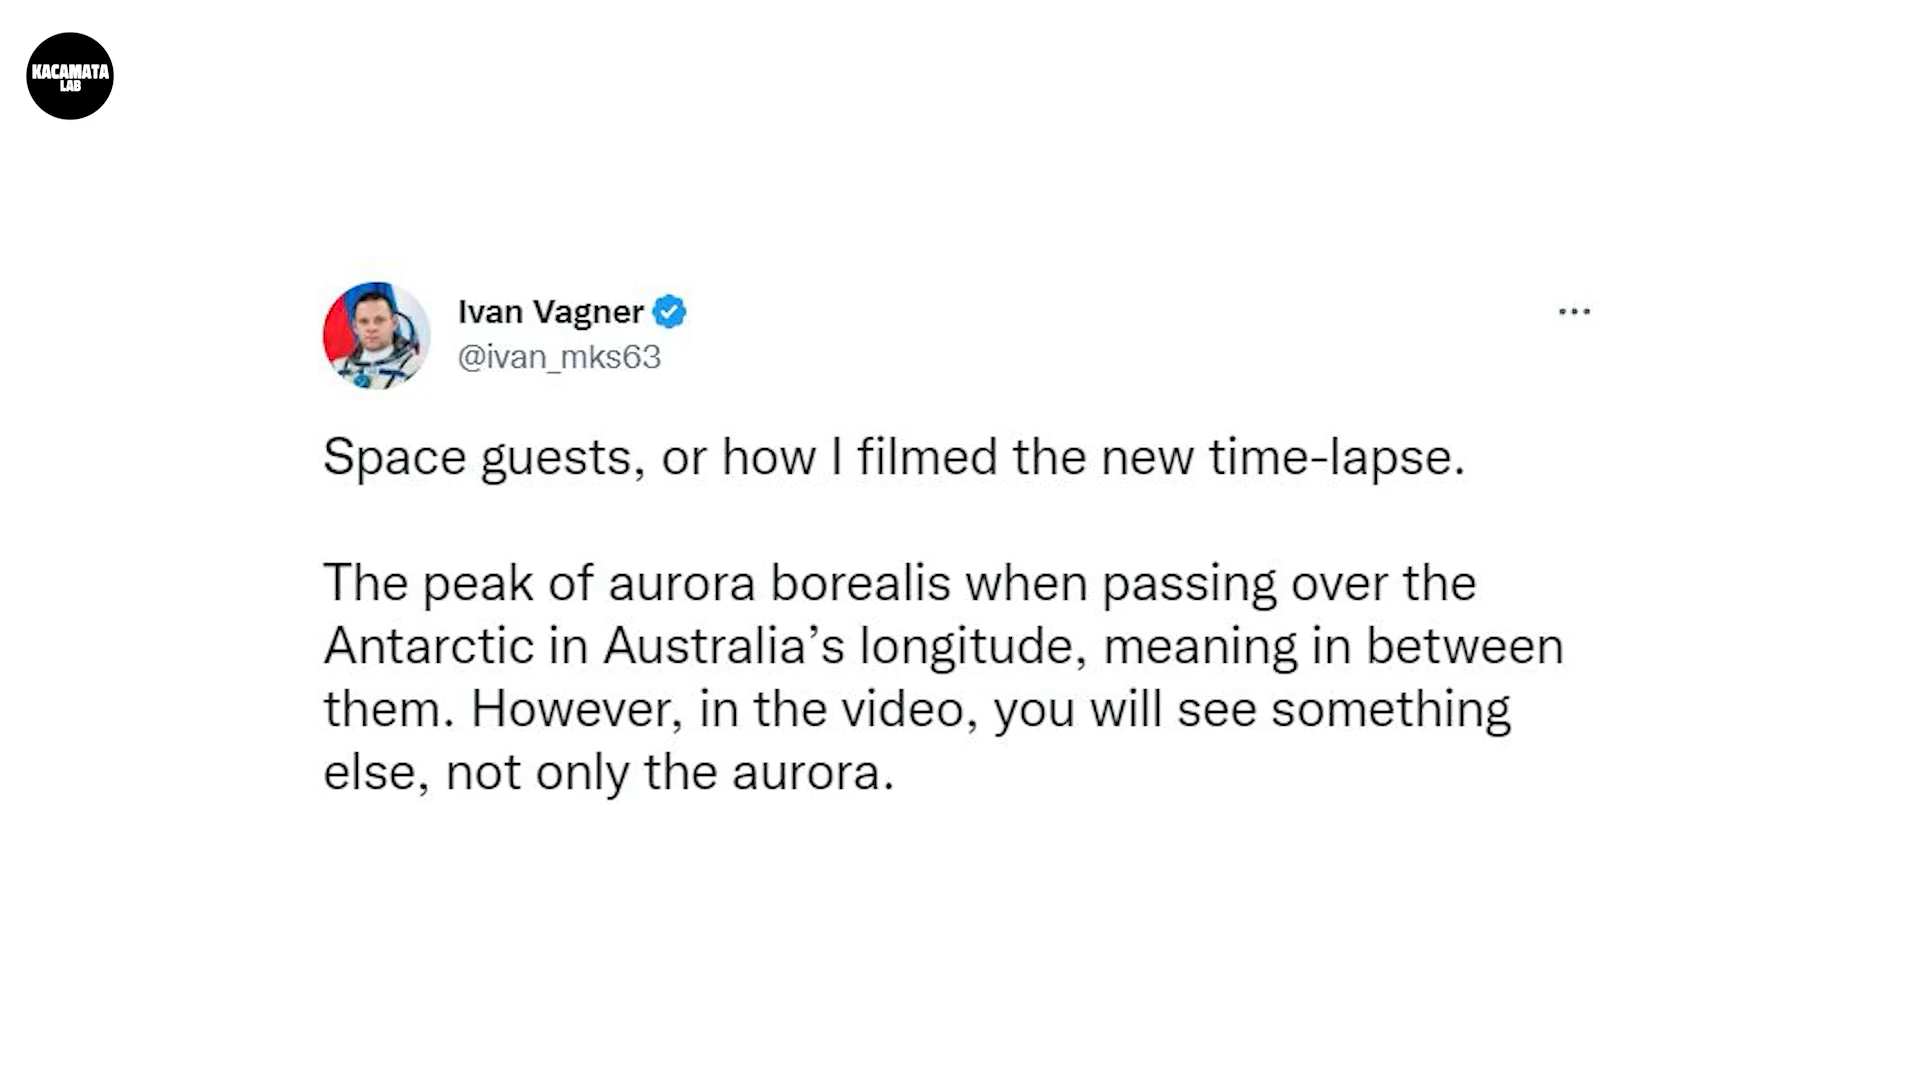 KACAMATA
LAB
Ivan Vagner
@ivan_mks63
Space guests, or how I filmed the new time-lapse.
The peak of aurora borealis when passing over the
Antarctic in Australia’s longitude, meaning in between
them. However, in the video, you will see something
else, not only the aurora.